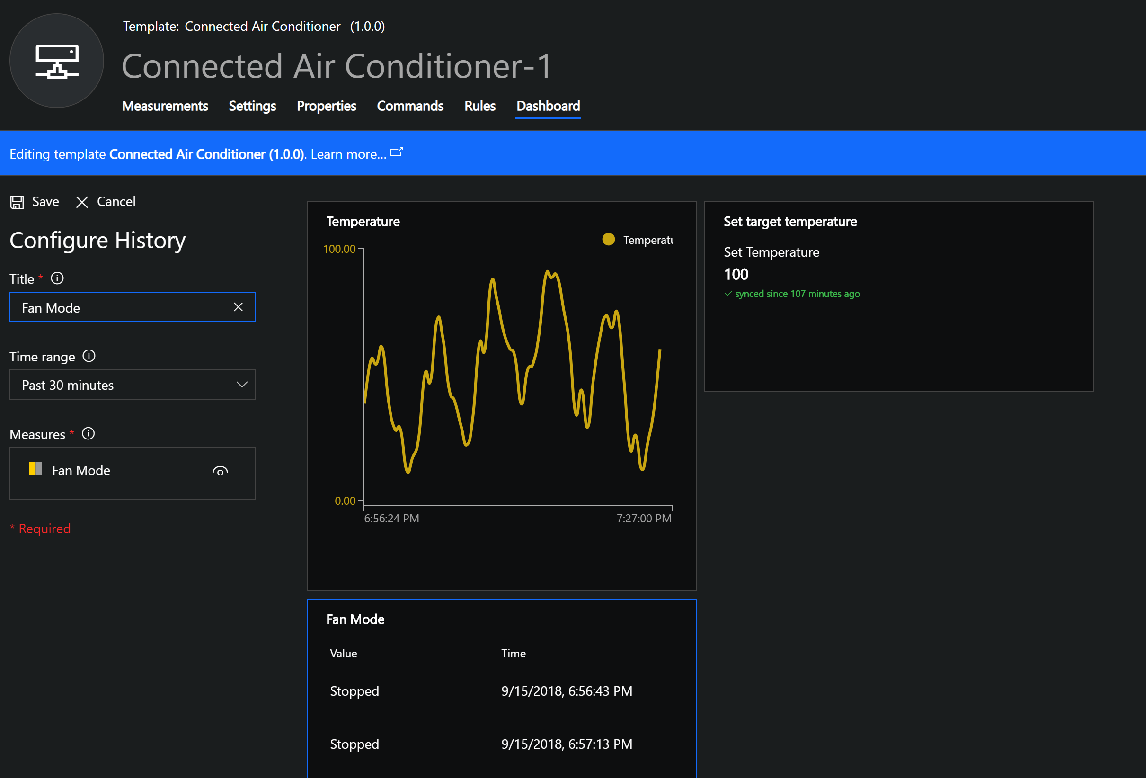 Template: Connected Air Conditioner (1.0.0)
Connected Air Conditioner-1
Measurements Settings Properties Commands Rules Dashboard
Editing template Connected Air Conditioner (1.0.0). Learn more...
Save Cancel
Configure History
Title *
Fan Mode
Time range
Past 30 minutes
Measures *
Fan Mode
* Required
Temperature
Temperatu
100.00
0.00
6:56:24 PM 7:27:00 PM
Set target temperature
Set Temperature
100
synced since 107 minutes ago
Fan Mode
Value Time
Stopped 9/15/2018, 6:56:43 PM
Stopped 9/15/2018, 6:57:13 PM